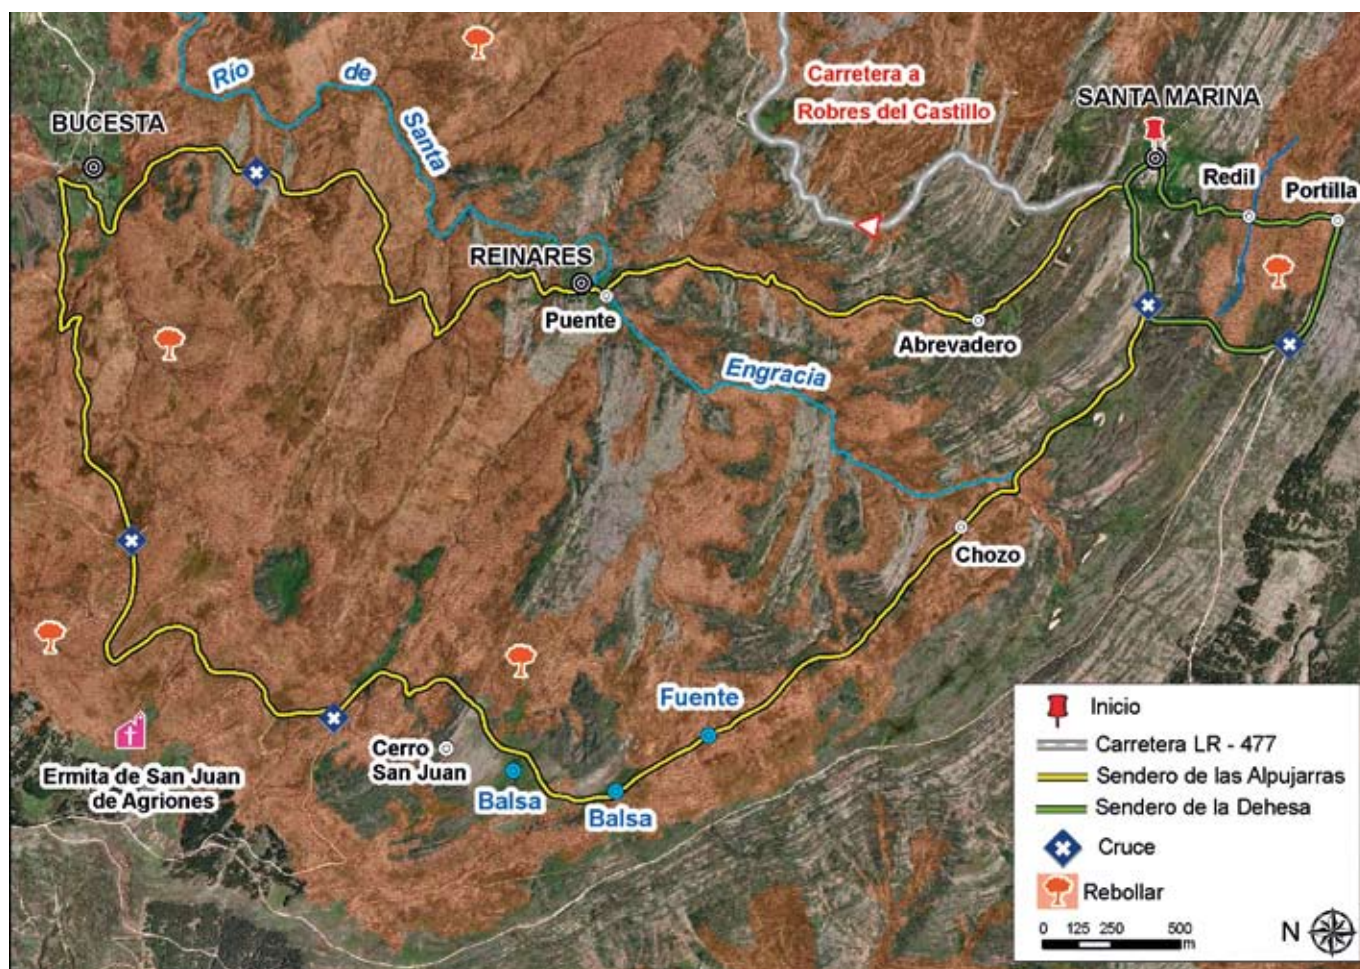 Río
de
Santa
Carretera a
Robres del Castillo
SANTA MARINA
BUCESTA
Redil
Portilla
REINARES
Puente
Abrevadero
Engracia
Chozo
Fuente
Cerro
San Juan
Balsa
Balsa
Ermita de San Juan
de Agriones
Inicio
Carretera LR - 477
Sendero de las Alpujarras
Sendero de la Dehesa
Cruce
Rebollar
0 125 250 500
m
N